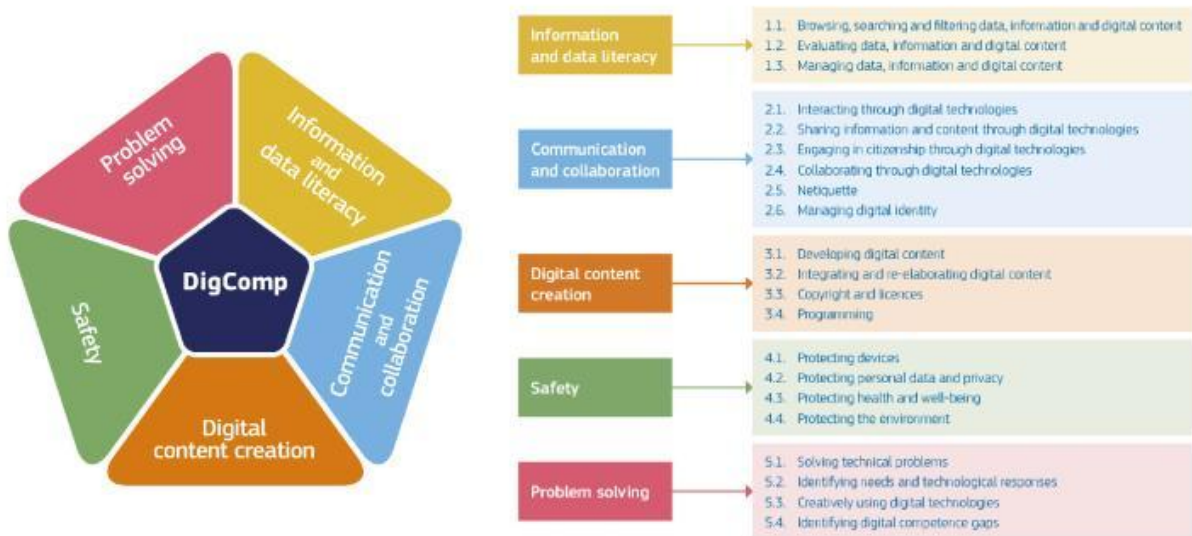 Problem
solving
Information
and
data literacy
DigComp
Safety
Communication
and
collaboration
Digital
content creation
Information
and data literacy
1.1. Browsing, searching and filtering data, information and digital content
1.2. Evaluating data, information and digital content
1.3. Managing data, information and digital content
Communication
and collaboration
2.1. Interacting through digital technologies
2.2. Sharing information and content through digital technologies
2.3. Engaging in citizenship through digital technologies
2.4. Collaborating through digital technologies
2.5. Netiquette
2.6. Managing digital identity
Digital content
creation
3.1. Developing digital content
3.2. Integrating and re-elaborating digital content
3.3. Copyright and licences
3.4. Programming
Safety
4.1. Protecting devices
4.2. Protecting personal data and privacy
4.3. Protecting health and well-being
4.4. Protecting the environment
Problem solving
5.1. Solving technical problems
5.2. Identifying needs and technological responses
5.3. Creatively using digital technologies
5.4. Identifying digital competence gaps